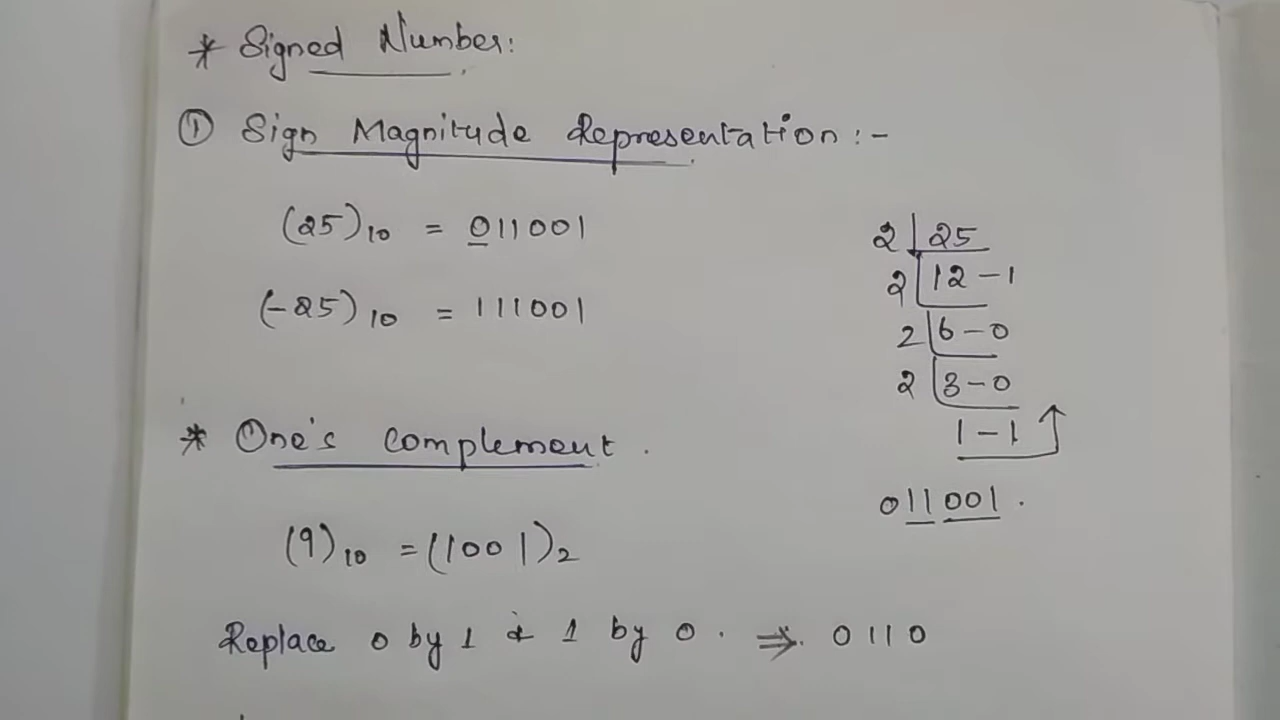 * Signed Number:
① Sign Magnitude Representation :-
(25)₁₀ = 011001
(-25)₁₀ = 111001
2 | 25
2 | 12 - 1
2 | 6 - 0
2 | 3 - 0
1 - 1
011001 .
* One's complement .
(9)₁₀ = (1001)₂
Replace 0 by 1 & 1 by 0 . ⇒ 0110